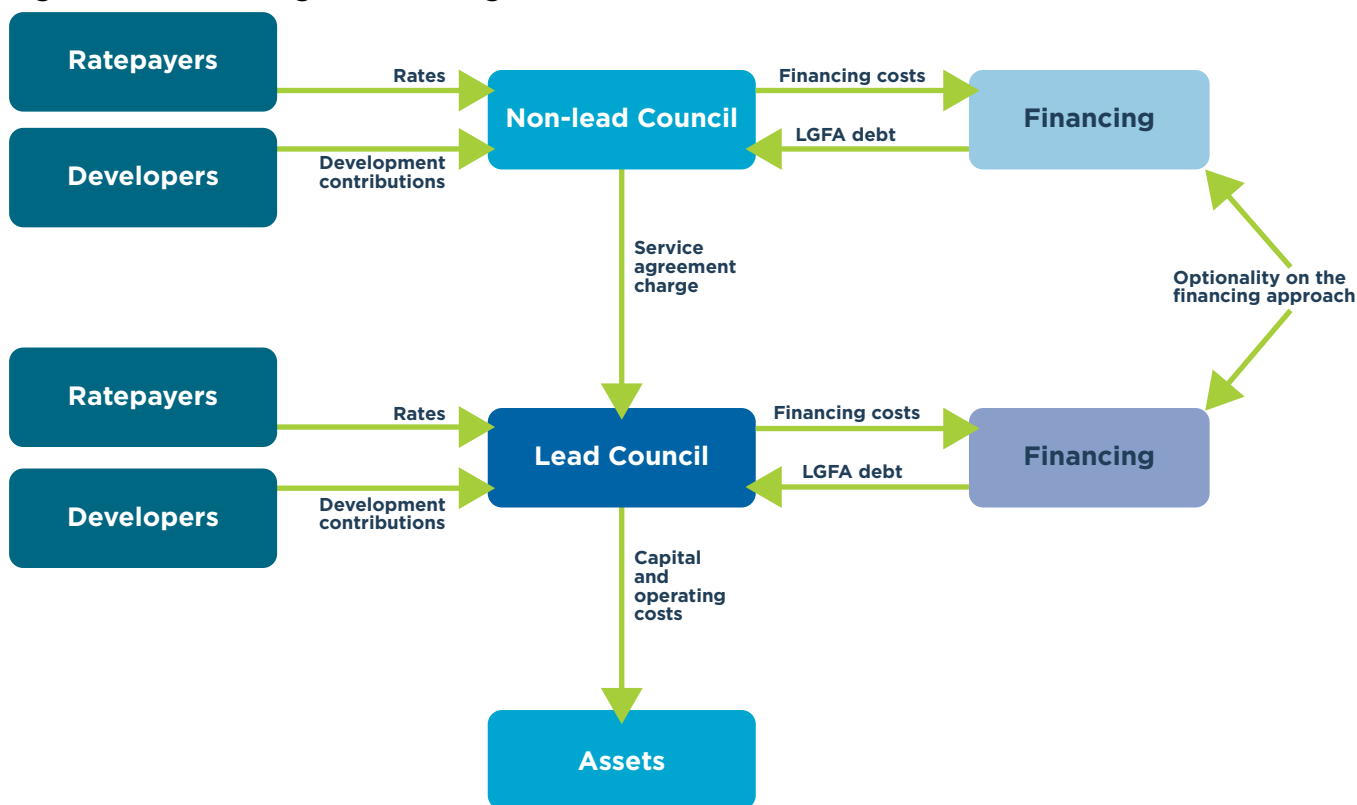 Ratepayers
Rates
Financing costs
Non-lead Council
Financing
LGFA debt
Developers
Development
contributions
Service
agreement
charge
Optionality on the
financing approach
Ratepayers
Rates
Financing costs
Lead Council
Financing
LGFA debt
Developers
Development
contributions
Capital
and
operating
costs
Assets